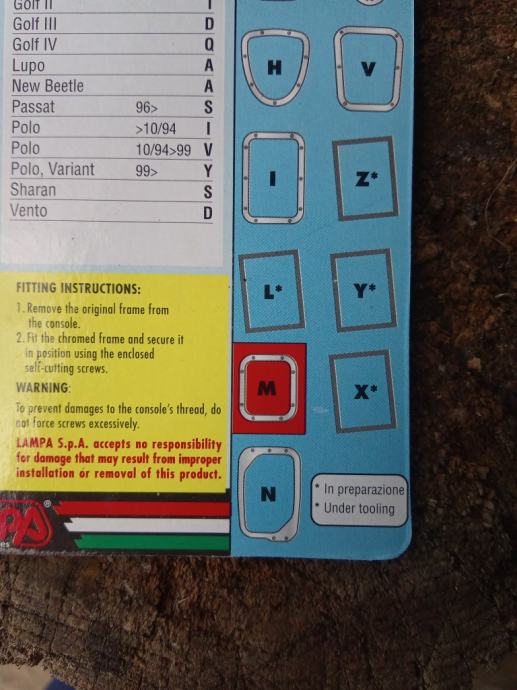 Golf II I
Golf III D
Golf IV Q
Lupo A
New Beetle A
Passat 96> S
Polo >10/94 I
Polo 10/94>99 V
Polo, Variant 99> Y
Sharan S
Vento D
FITTING INSTRUCTIONS:
1. Remove the original frame from
the console.
2. Fit the chromed frame and secure it
in position using the enclosed
self-cutting screws.
WARNING:
To prevent damages to the console's thread, do
not force screws excessively.
LAMPA S.p.A. accepts no responsibility
for damage that may result from improper
installation or removal of this product.
®
H V
I Z*
L* Y*
M X*
N
* In preparazione
* Under tooling